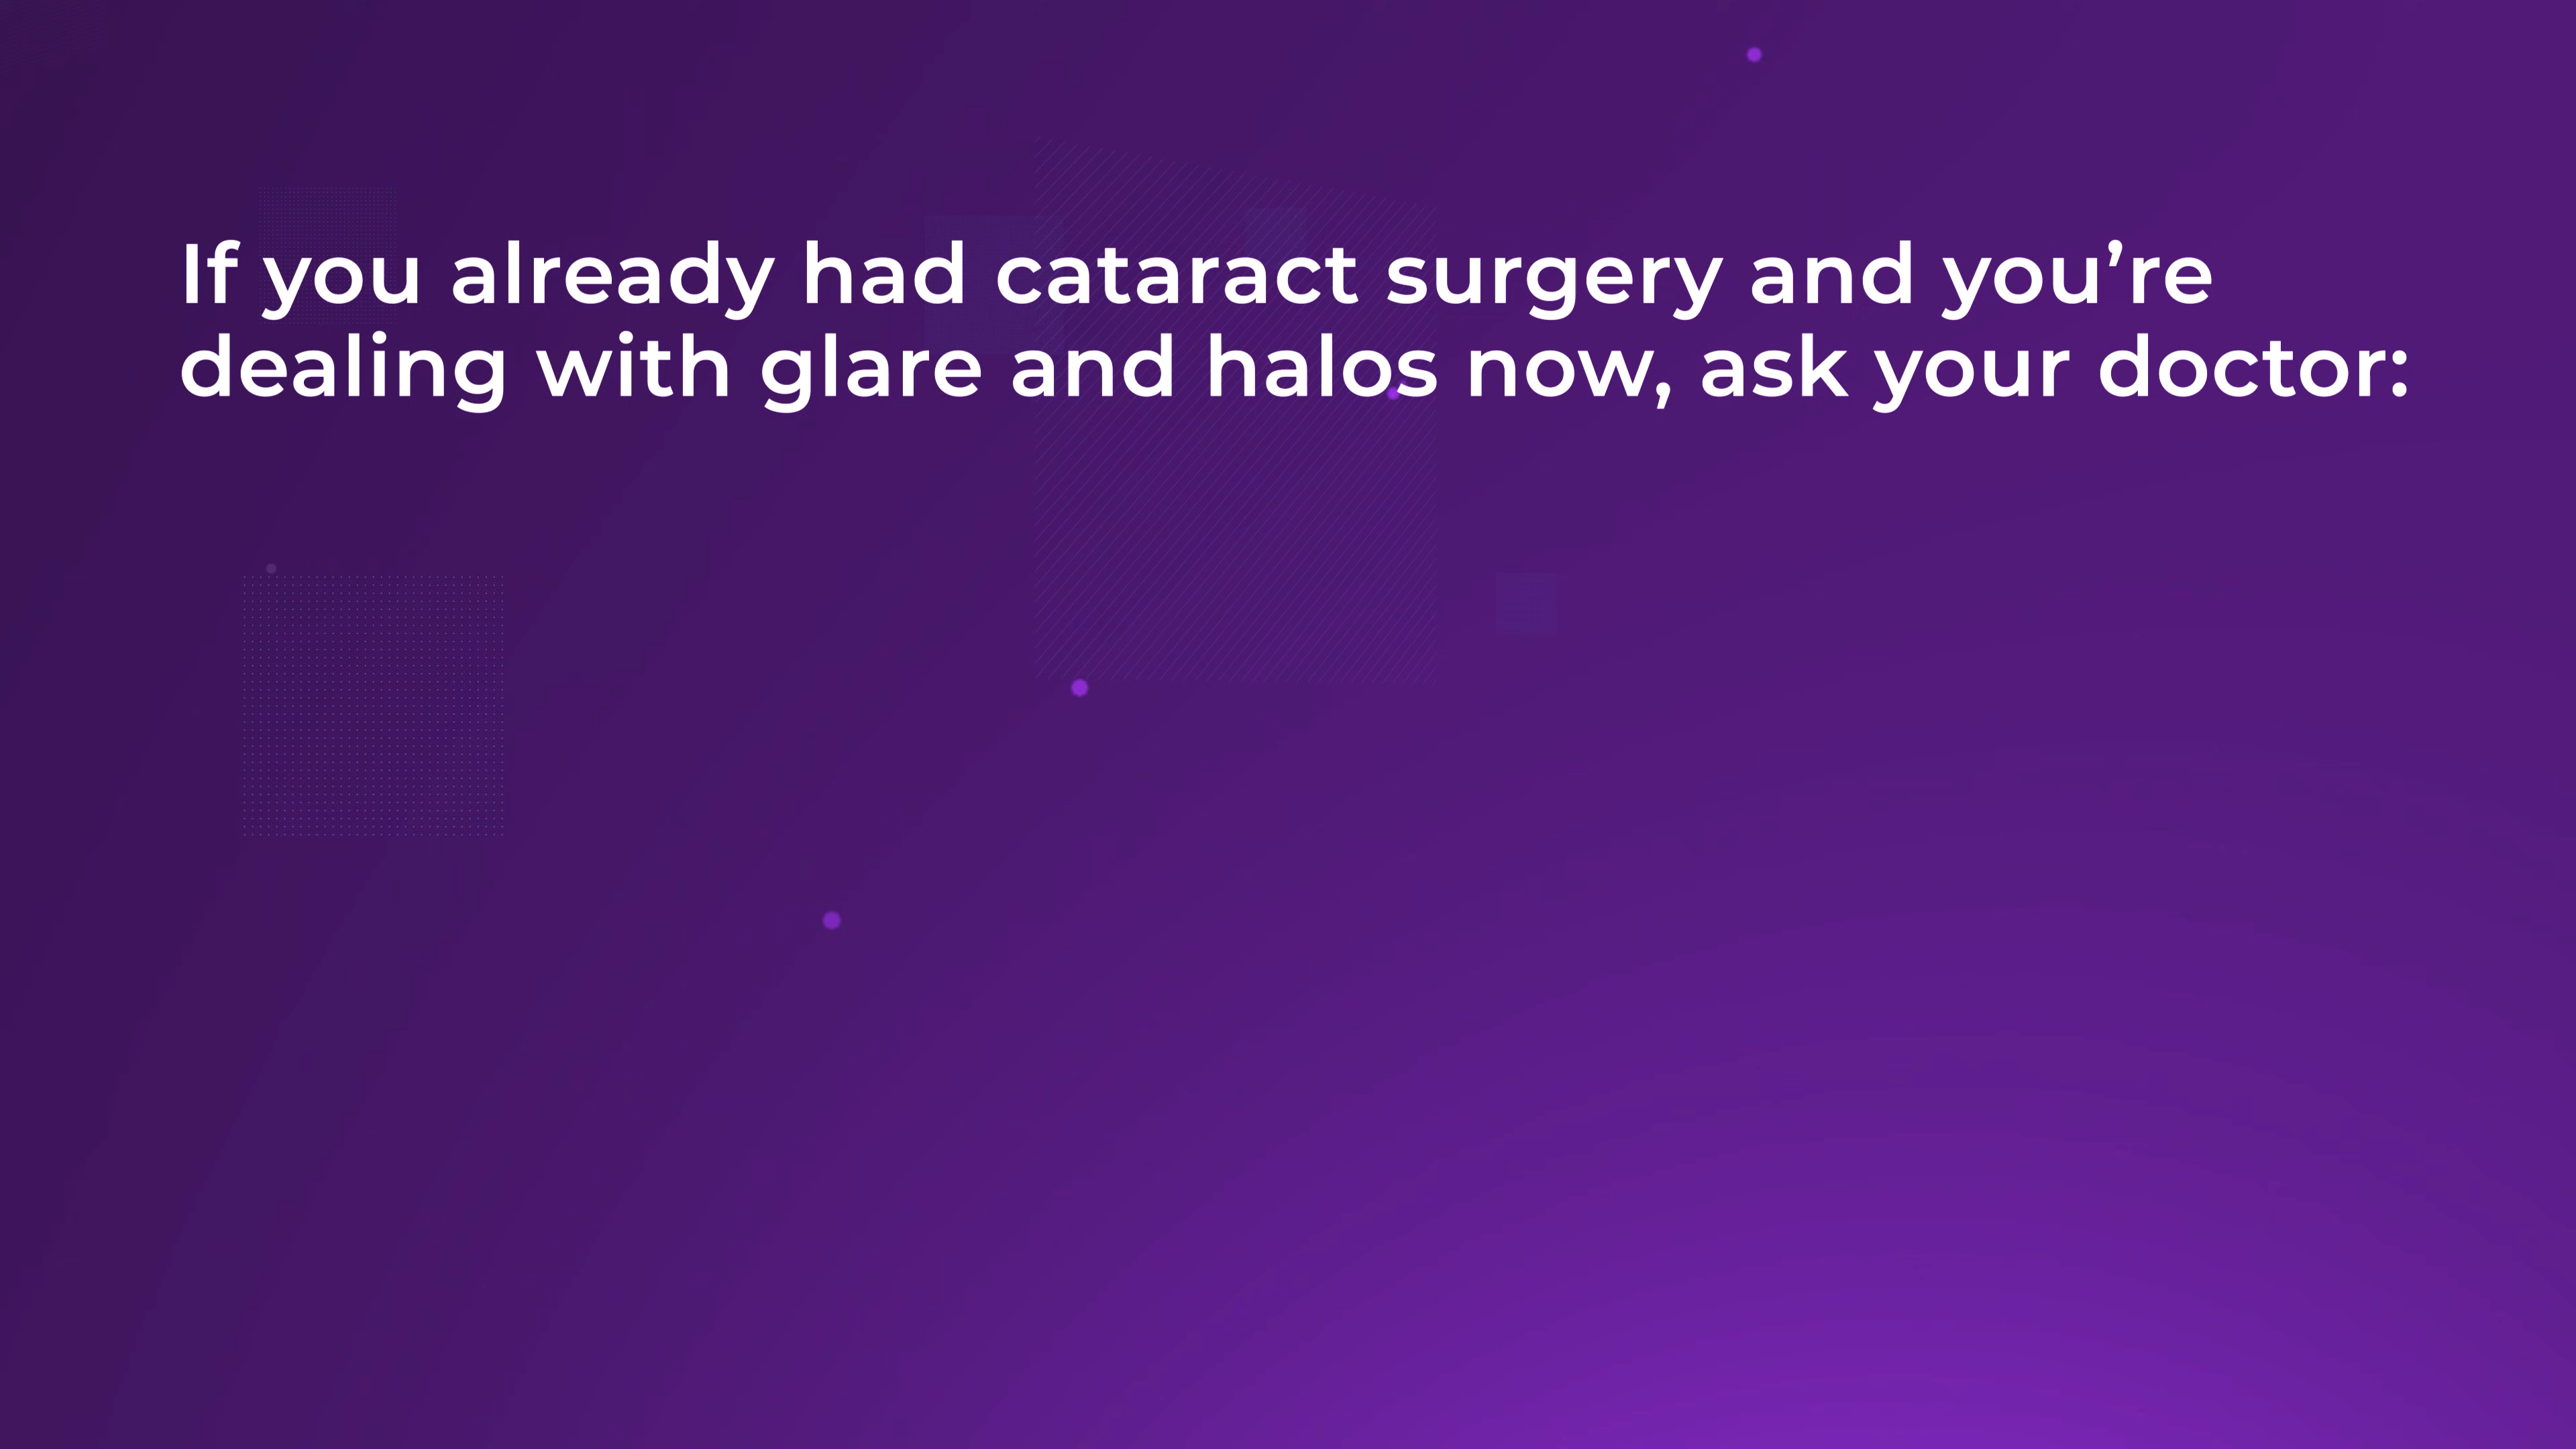 If you already had cataract surgery and you’re
dealing with glare and halos now, ask your doctor: